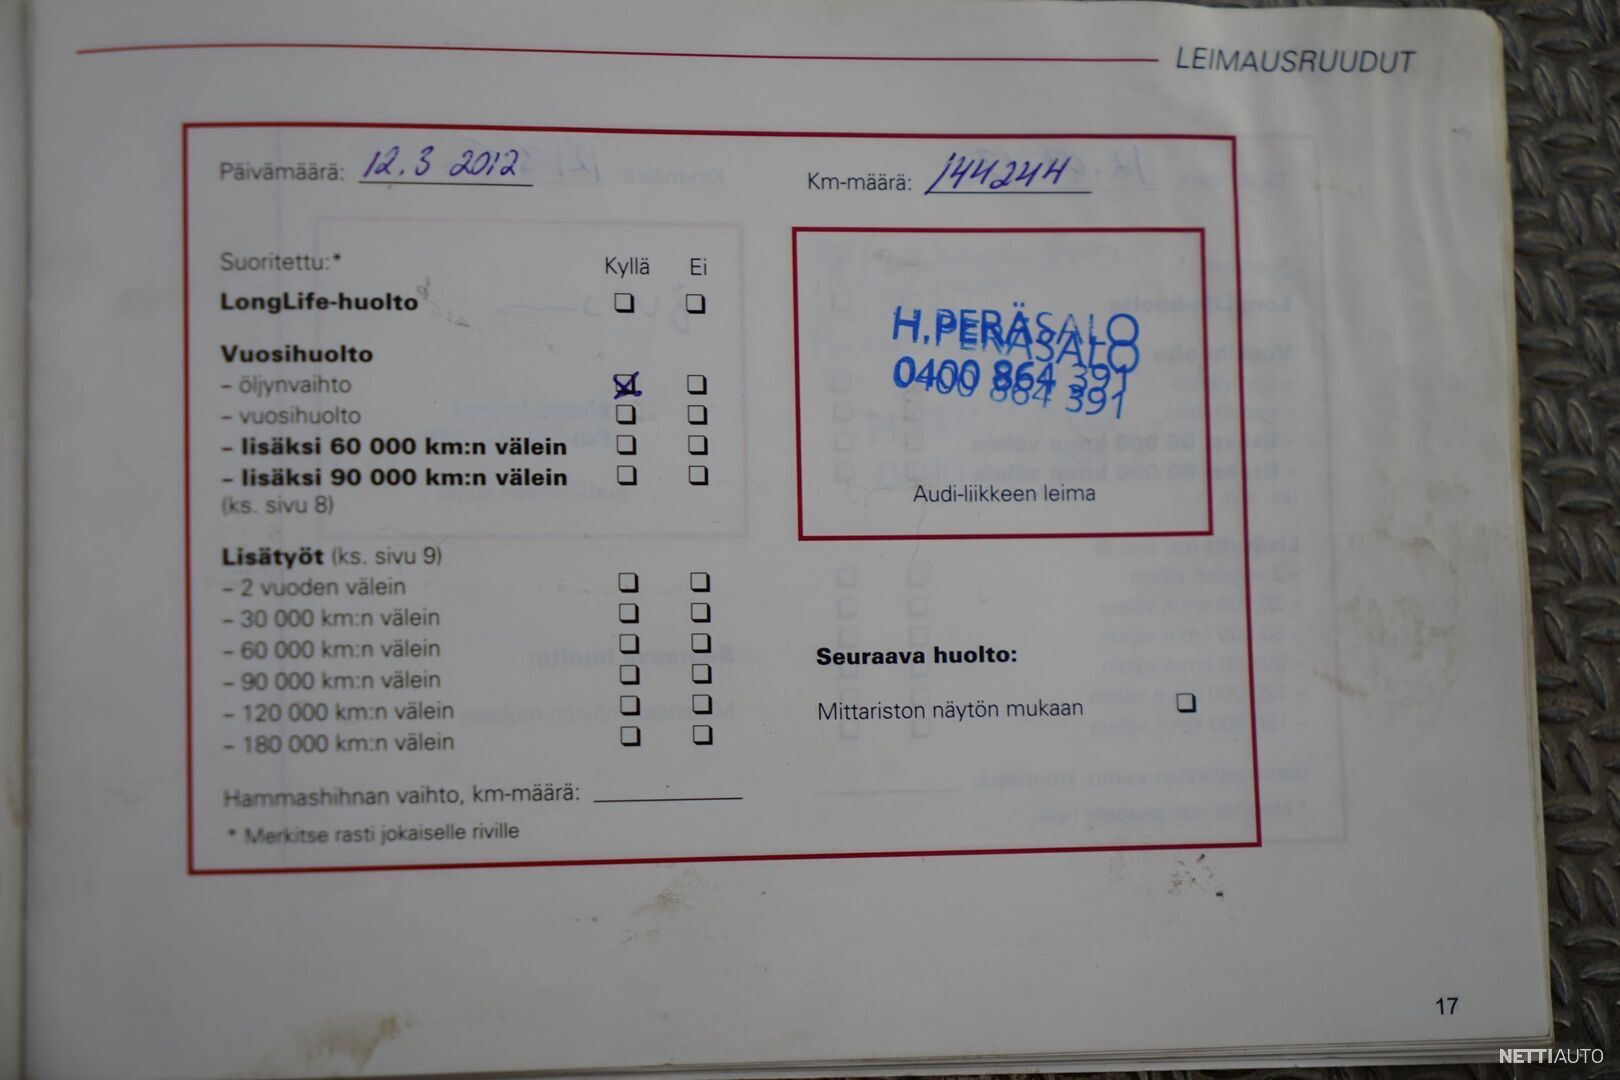 LEIMAUSRUUDUT
Päivämäärä: 12.3 2012
Km-määrä: 144244
Suoritettu:* Kyllä Ei
LongLife-huolto
Vuosihuolto
- öljynvaihto
- vuosihuolto
- lisäksi 60 000 km:n välein
- lisäksi 90 000 km:n välein
(ks. sivu 8)
Lisätyöt (ks. sivu 9)
- 2 vuoden välein
- 30 000 km:n välein
- 60 000 km:n välein
- 90 000 km:n välein
- 120 000 km:n välein
- 180 000 km:n välein
Hammashihnan vaihto, km-määrä:
* Merkitse rasti jokaiselle riville
H.PERÄSALO
0400 864 391
Audi-liikkeen leima
Seuraava huolto:
Mittariston näytön mukaan
17
NETTIAUTO